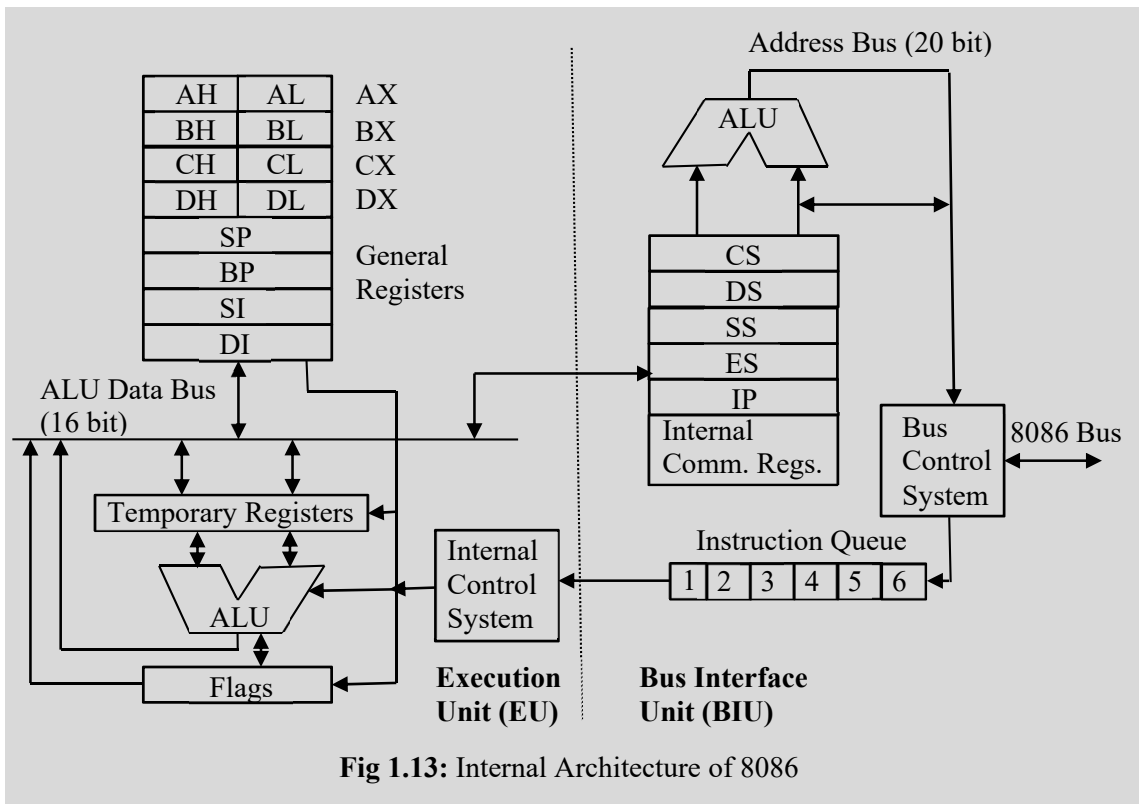 Address Bus (20 bit)
AH AL AX
BH BL BX
CH CL CX
DH DL DX
SP
BP
SI
DI
General
Registers
ALU
CS
DS
SS
ES
IP
Internal
Comm. Regs.
ALU Data Bus
(16 bit)
Bus
Control
System
8086 Bus
Temporary Registers
Internal
Control
System
Instruction Queue
1 2 3 4 5 6
ALU
Flags
Execution
Unit (EU)
Bus Interface
Unit (BIU)
Fig 1.13: Internal Architecture of 8086